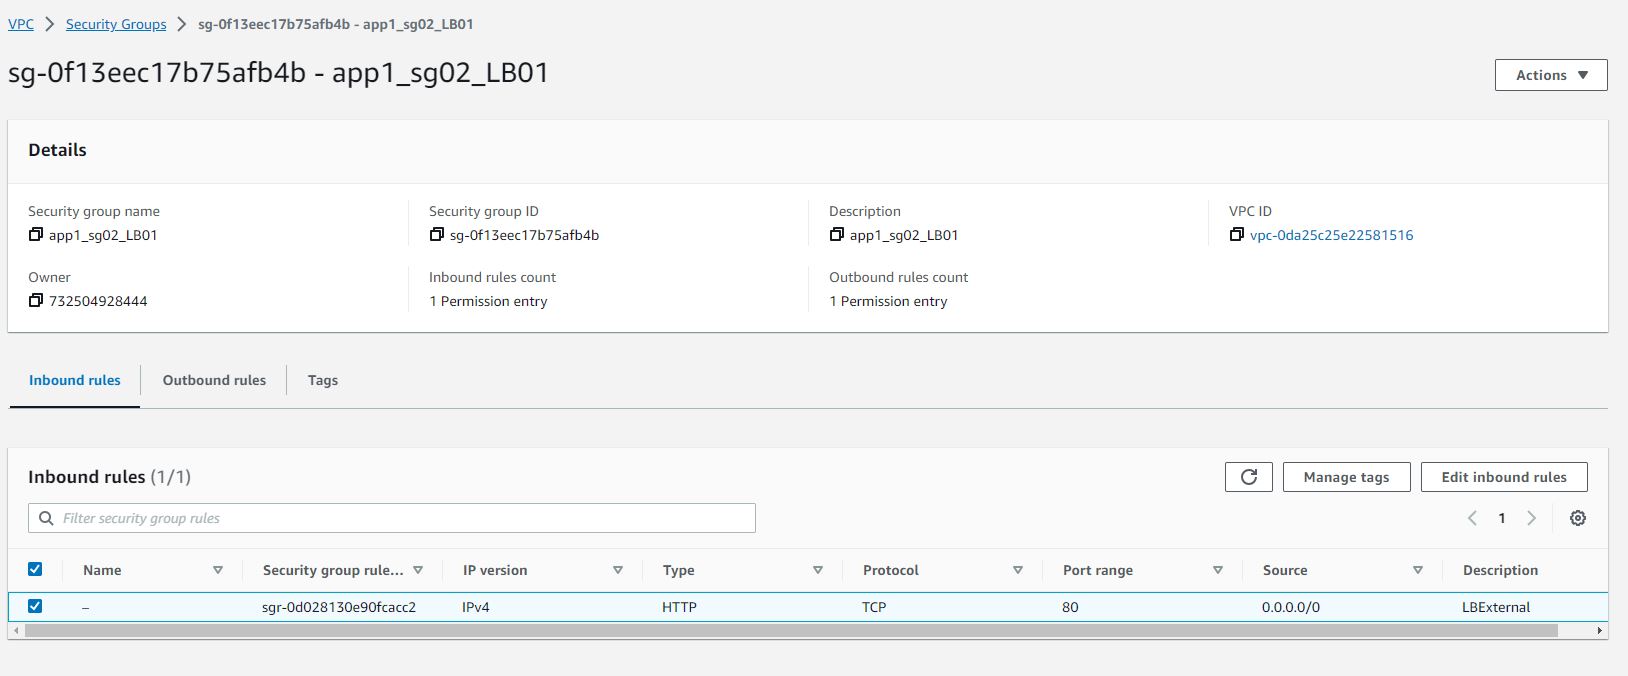 VPC > Security Groups > sg-0f13eec17b75afb4b - app1_sg02_LB01
sg-0f13eec17b75afb4b - app1_sg02_LB01
Actions
Details
Security group name Security group ID Description VPC ID
app1_sg02_LB01 sg-0f13eec17b75afb4b app1_sg02_LB01 vpc-0da25c25e22581516
Owner Inbound rules count Outbound rules count
732504928444 1 Permission entry 1 Permission entry
Inbound rules Outbound rules Tags
Inbound rules (1/1) Manage tags Edit inbound rules
Filter security group rules 1
Name Security group rule... IP version Type Protocol Port range Source Description
– sgr-0d028130e90fcacc2 IPv4 HTTP TCP 80 0.0.0.0/0 LBExternal